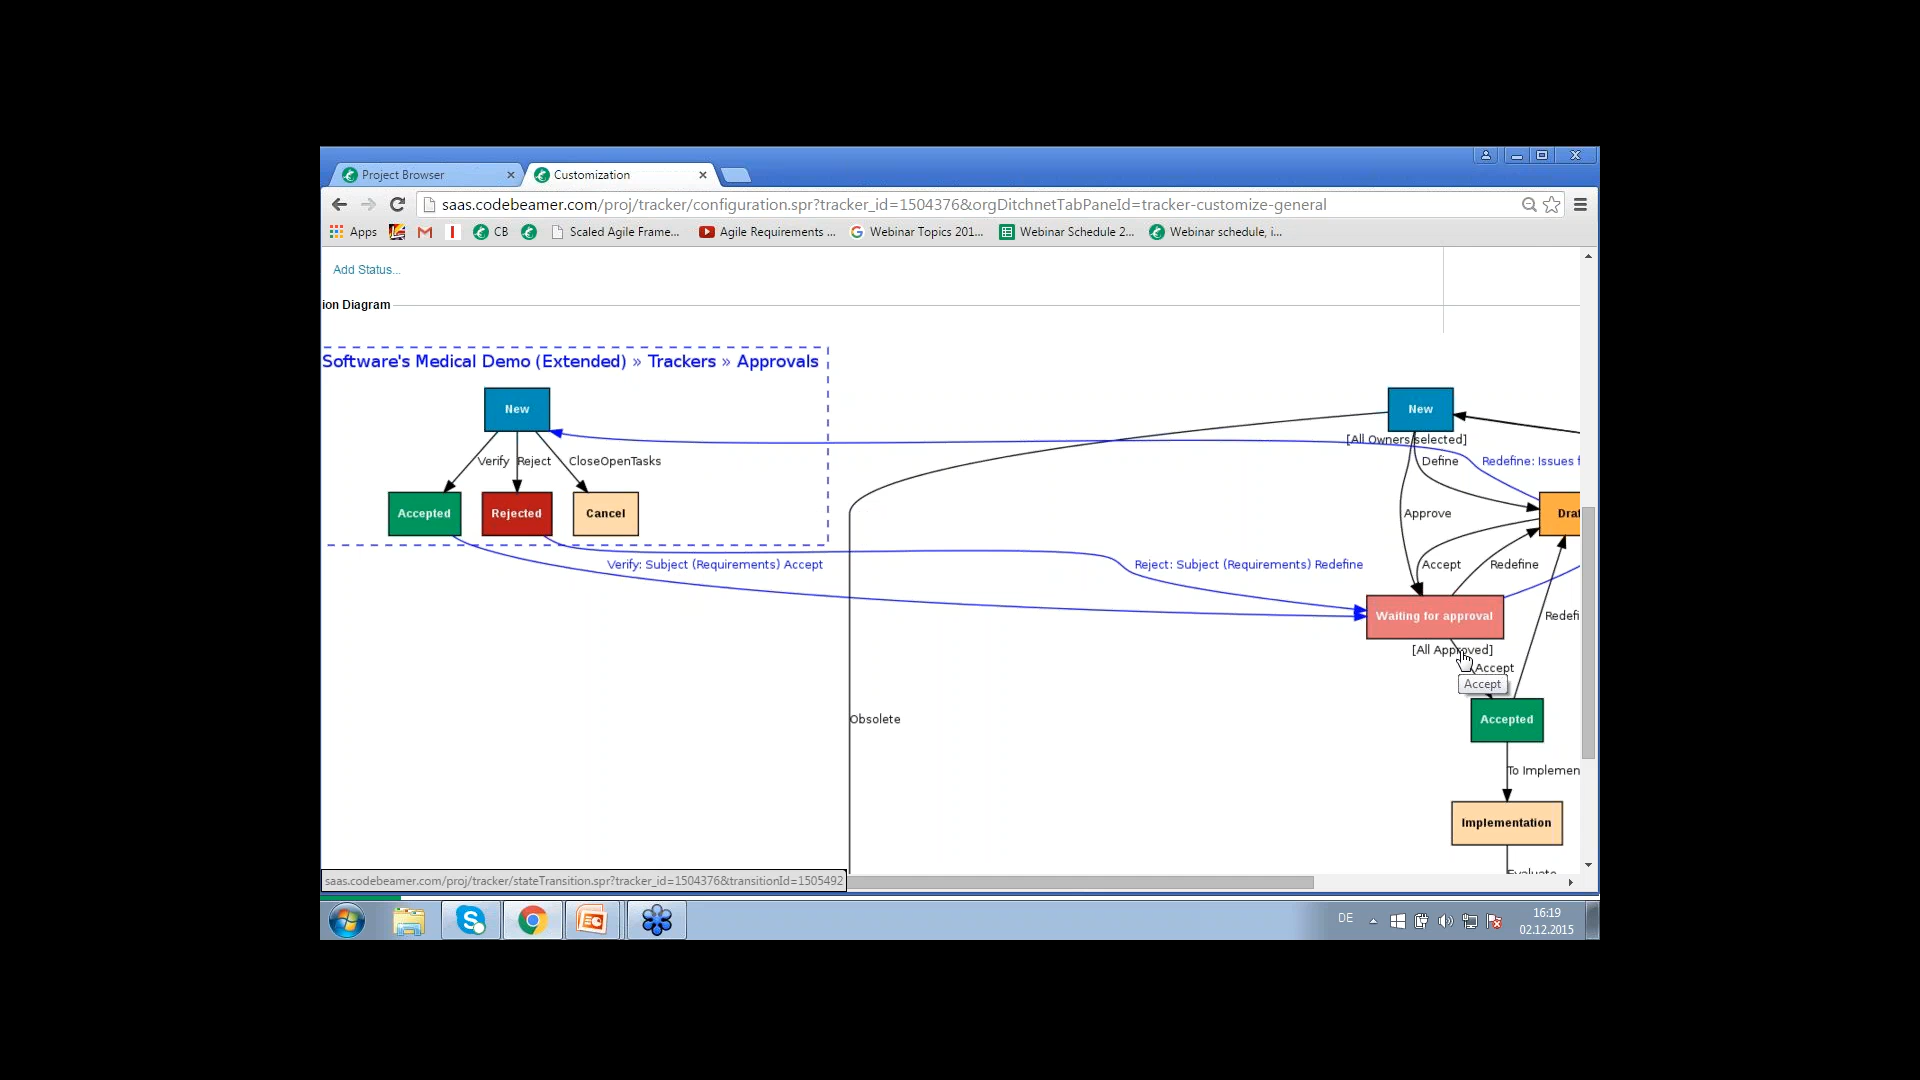 Project Browser
Customization
saas.codebeamer.com/proj/tracker/configuration.spr?tracker_id=1504376&orgDitchnetTabPaneId=tracker-customize-general
Apps
CB
Scaled Agile Frame...
Agile Requirements ...
Webinar Topics 201...
Webinar Schedule 2...
Webinar schedule, i...
Add Status...
ion Diagram
Software's Medical Demo (Extended) » Trackers » Approvals
New
New
[All Owners selected]
Verify
Reject
CloseOpenTasks
Define
Redefine: Issues f
Accepted
Rejected
Cancel
Approve
Draf
Verify: Subject (Requirements) Accept
Reject: Subject (Requirements) Redefine
Accept
Redefine
Waiting for approval
Redefi
[All Approved]
Accept
Accept
Obsolete
Accepted
To Implemen
Implementation
Evaluate
saas.codebeamer.com/proj/tracker/stateTransition.spr?tracker_id=1504376&transitionId=1505492
DE
16:19
02.12.2015